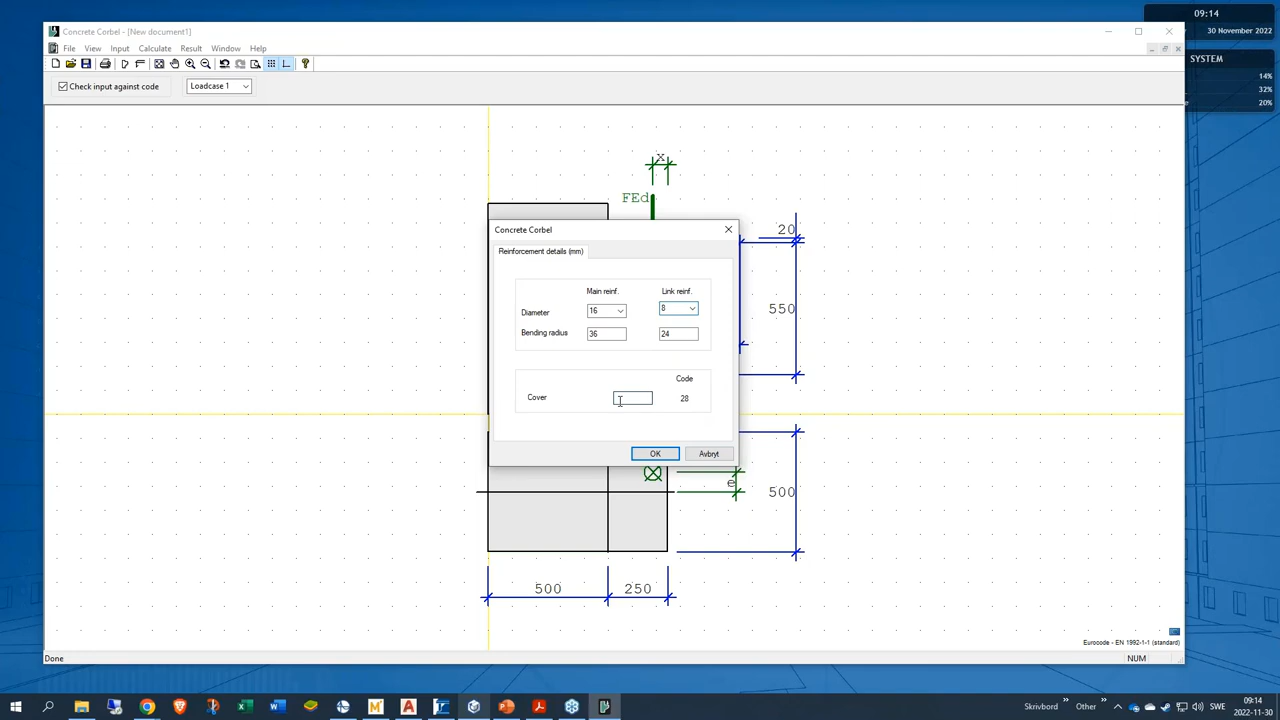 09:14
30 November 2022
SYSTEM
14%
32%
20%
Concrete Corbel - [New document1]
File View Input Calculate Result Window Help
Check input against code
Loadcase 1
x
FEd
20
550
500
e
500
250
Concrete Corbel
Reinforcement details (mm)
Main reinf. Link reinf.
Diameter 16 8
Bending radius 36 24
Code
Cover 28
OK Avbryt
Eurocode - EN 1992-1-1 (standard)
Done
NUM
Skrivbord Other SWE
09:14
2022-11-30